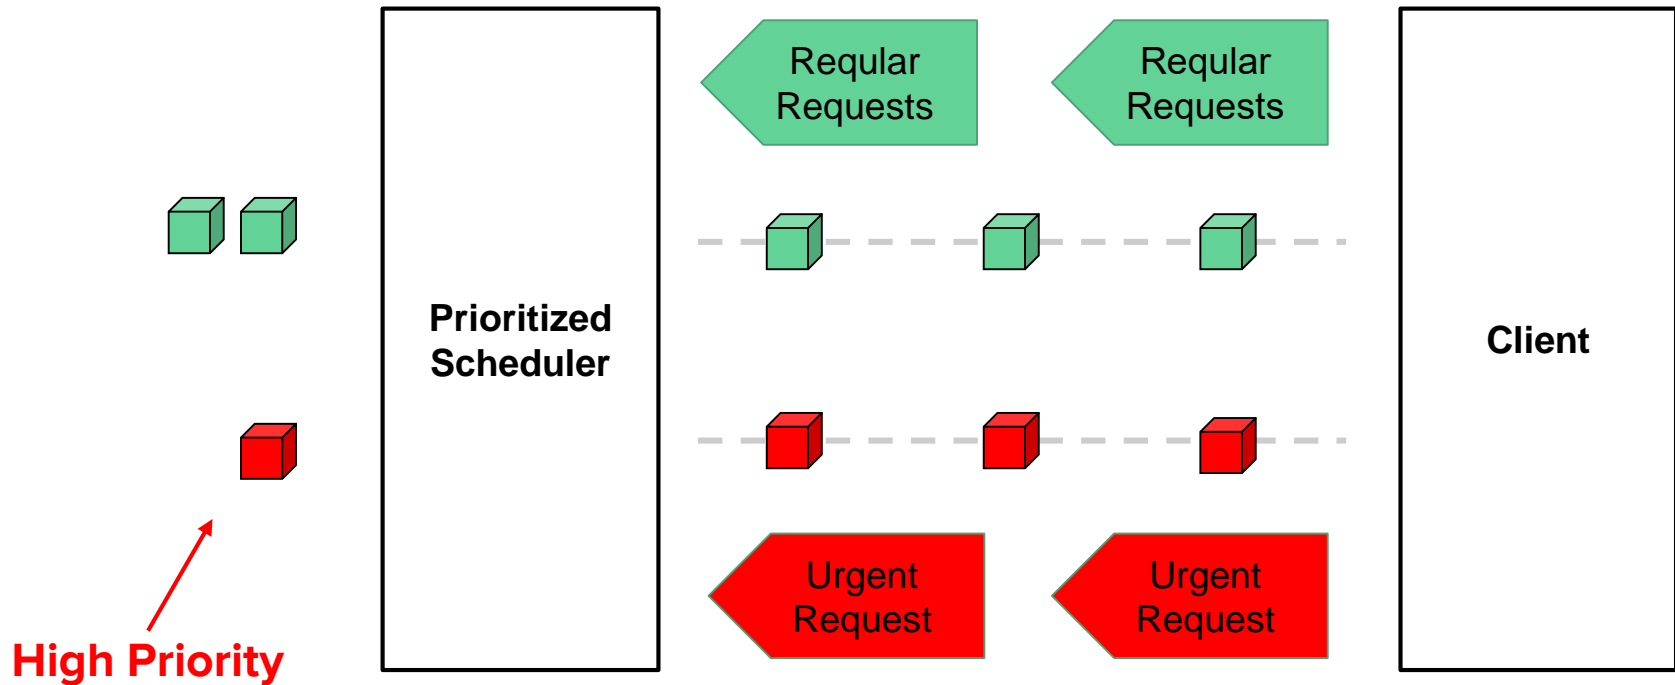 Reqular
Requests
Reqular
Requests
Prioritized
Scheduler
Client
Urgent
Request
Urgent
Request
High Priority